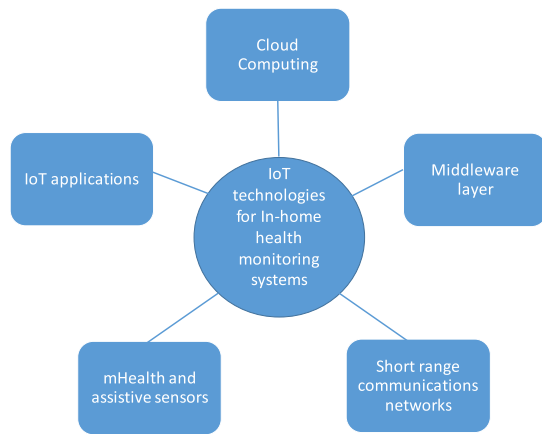 Cloud
Computing
IoT applications
Middleware
layer
IoT
technologies
for In-home
health
monitoring
systems
mHealth and
assistive sensors
Short range
communications
networks